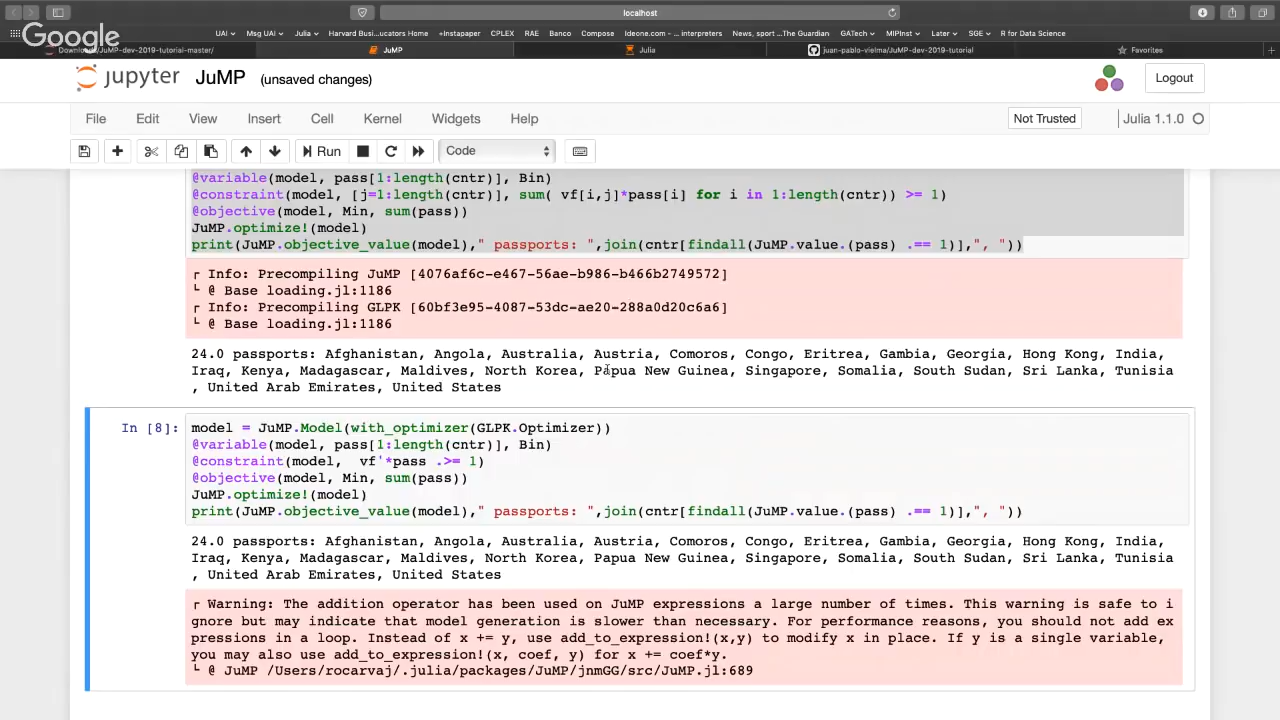 localhost
Google
UAI
Msg UAI
Julia
Harvard Bus...ucators Home
+Instapaper
CPLEX
RAE
Banco
Compose
Ideone.com — ... interpreters
News, sport ...The Guardian
GATech
MIPInst
Later
SGE
R for Data Science
Downloads/JuMP-dev-2019-tutorial-master/
JuMP
Julia
juan-pablo-vielma/JuMP-dev-2019-tutorial
Favorites
jupyter JuMP (unsaved changes)
Logout
File Edit View Insert Cell Kernel Widgets Help
Not Trusted
Julia 1.1.0
Run
Code
@variable(model, pass[1:length(cntr)], Bin)
@constraint(model, [j=1:length(cntr)], sum( vf[i,j]*pass[i] for i in 1:length(cntr)) >= 1)
@objective(model, Min, sum(pass))
JuMP.optimize!(model)
print(JuMP.objective_value(model)," passports: ",join(cntr[findall(JuMP.value.(pass) .== 1)],", "))
┌ Info: Precompiling JuMP [4076af6c-e467-56ae-b986-b466b2749572]
└ @ Base loading.jl:1186
┌ Info: Precompiling GLPK [60bf3e95-4087-53dc-ae20-288a0d20c6a6]
└ @ Base loading.jl:1186
24.0 passports: Afghanistan, Angola, Australia, Austria, Comoros, Congo, Eritrea, Gambia, Georgia, Hong Kong, India,
Iraq, Kenya, Madagascar, Maldives, North Korea, Papua New Guinea, Singapore, Somalia, South Sudan, Sri Lanka, Tunisia
, United Arab Emirates, United States
In [8]:
model = JuMP.Model(with_optimizer(GLPK.Optimizer))
@variable(model, pass[1:length(cntr)], Bin)
@constraint(model,  vf'*pass .>= 1)
@objective(model, Min, sum(pass))
JuMP.optimize!(model)
print(JuMP.objective_value(model)," passports: ",join(cntr[findall(JuMP.value.(pass) .== 1)],", "))
24.0 passports: Afghanistan, Angola, Australia, Austria, Comoros, Congo, Eritrea, Gambia, Georgia, Hong Kong, India,
Iraq, Kenya, Madagascar, Maldives, North Korea, Papua New Guinea, Singapore, Somalia, South Sudan, Sri Lanka, Tunisia
, United Arab Emirates, United States
┌ Warning: The addition operator has been used on JuMP expressions a large number of times. This warning is safe to i
gnore but may indicate that model generation is slower than necessary. For performance reasons, you should not add ex
pressions in a loop. Instead of x += y, use add_to_expression!(x,y) to modify x in place. If y is a single variable,
you may also use add_to_expression!(x, coef, y) for x += coef*y.
└ @ JuMP /Users/rocarvaj/.julia/packages/JuMP/jnmGG/src/JuMP.jl:689